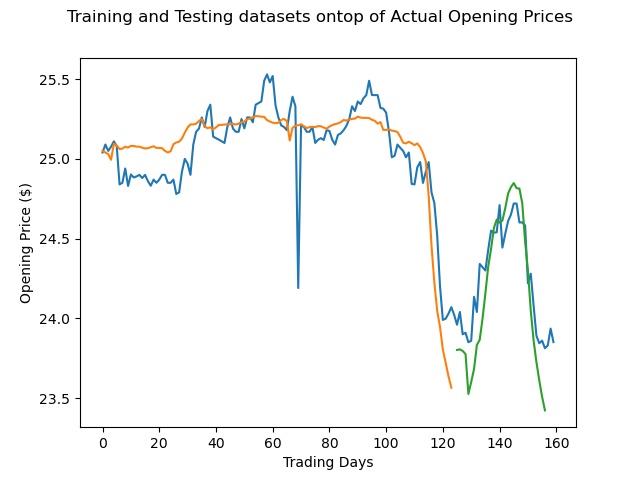 Training and Testing datasets ontop of Actual Opening Prices
25.5
25.0
24.5
24.0
23.5
Opening Price ($)
0 20 40 60 80 100 120 140 160
Trading Days